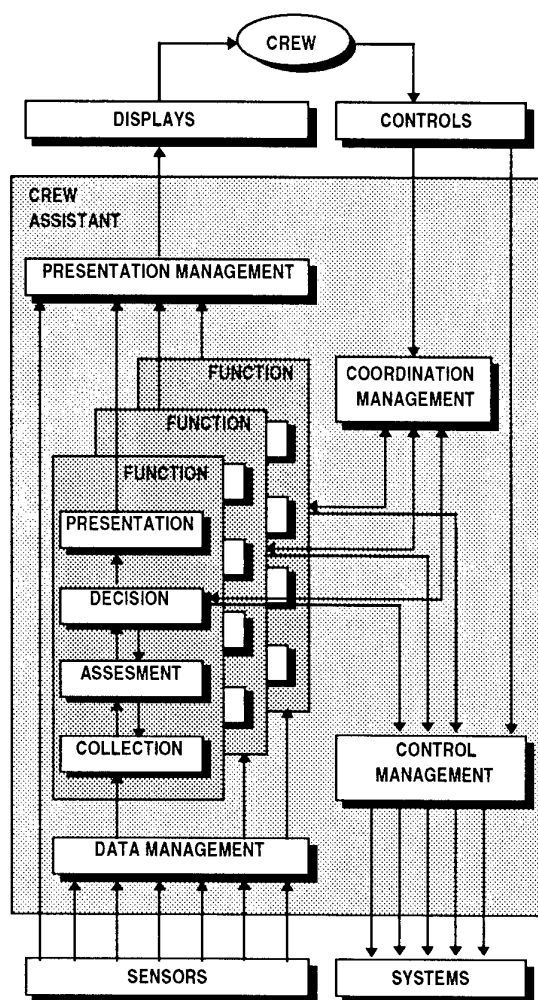 CREW
DISPLAYS
CONTROLS
CREW
ASSISTANT
PRESENTATION MANAGEMENT
FUNCTION
COORDINATION
MANAGEMENT
FUNCTION
FUNCTION
PRESENTATION
DECISION
ASSESMENT
COLLECTION
CONTROL
MANAGEMENT
DATA MANAGEMENT
SENSORS
SYSTEMS